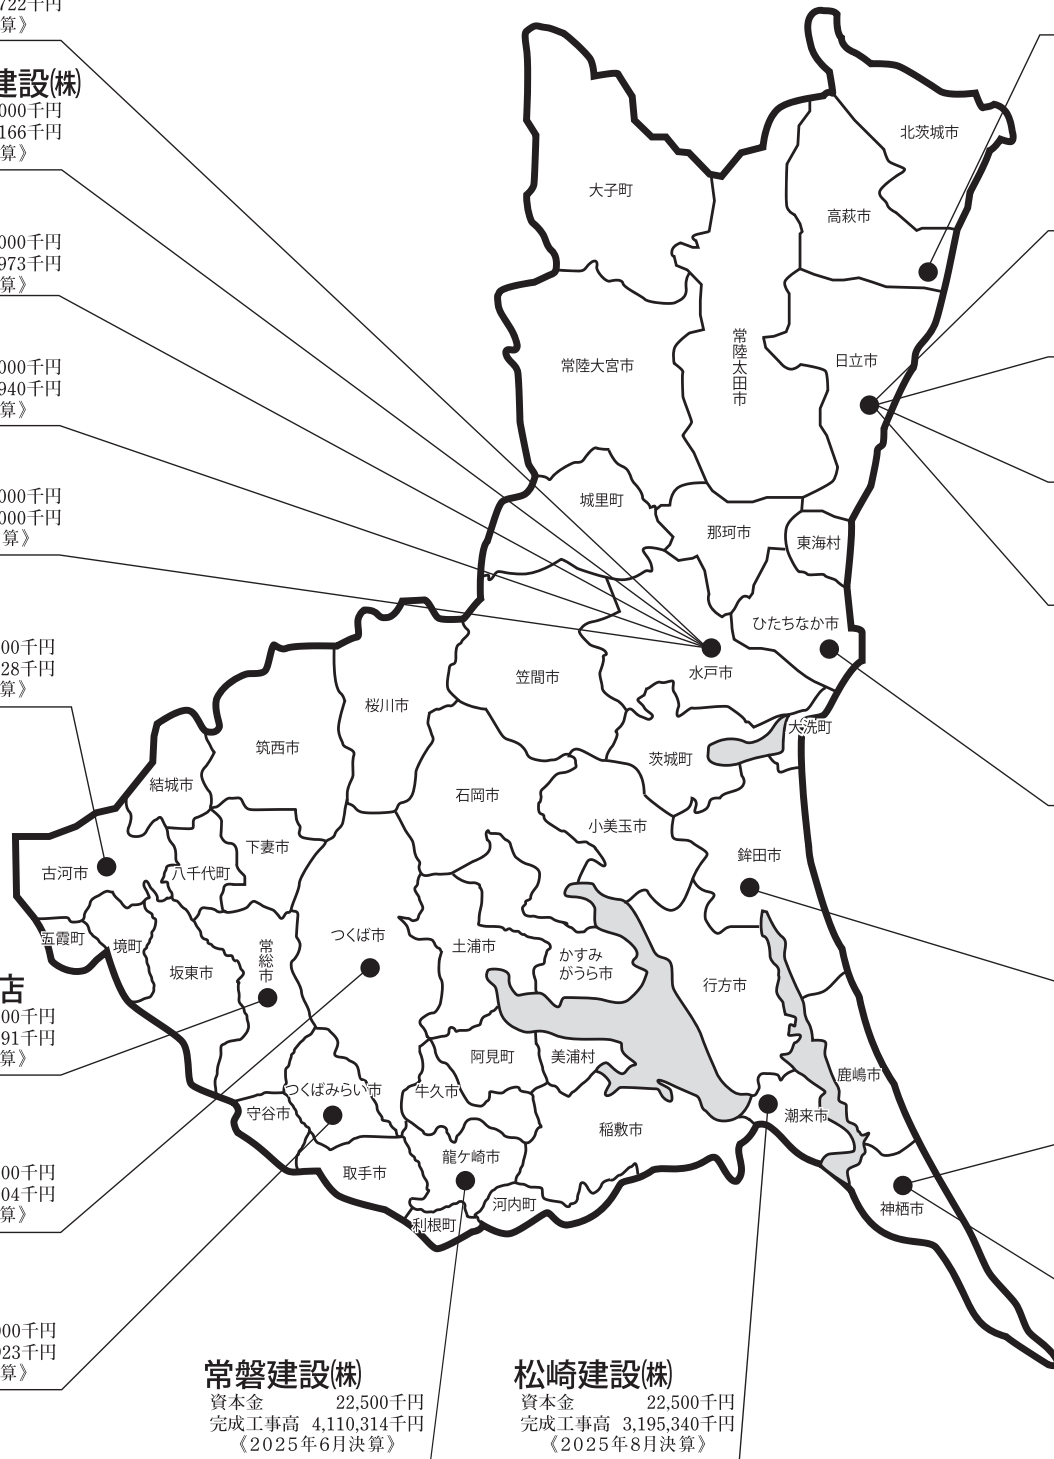 722千円
算》
建設㈱
000千円
166千円
算》
000千円
973千円
算》
000千円
940千円
算》
000千円
000千円
算》
00千円
28千円
算》
店
00千円
91千円
算》
00千円
04千円
算》
000千円
023千円
算》
北茨城市
大子町
高萩市
常陸太田市
日立市
常陸大宮市
城里町
那珂市
東海村
ひたちなか市
水戸市
笠間市
桜川市
大洗町
筑西市
茨城町
結城市
石岡市
小美玉市
下妻市
鉾田市
古河市
八千代町
五霞町
境町
坂東市
常総市
つくば市
土浦市
かすみ
がうら市
行方市
阿見町
美浦村
鹿嶋市
つくばみらい市
牛久市
守谷市
潮来市
稲敷市
龍ケ崎市
取手市
河内町
神栖市
利根町
常磐建設㈱
資本金 22,500千円
完成工事高 4,110,314千円
《2025年6月決算》
松崎建設㈱
資本金 22,500千円
完成工事高 3,195,340千円
《2025年8月決算》